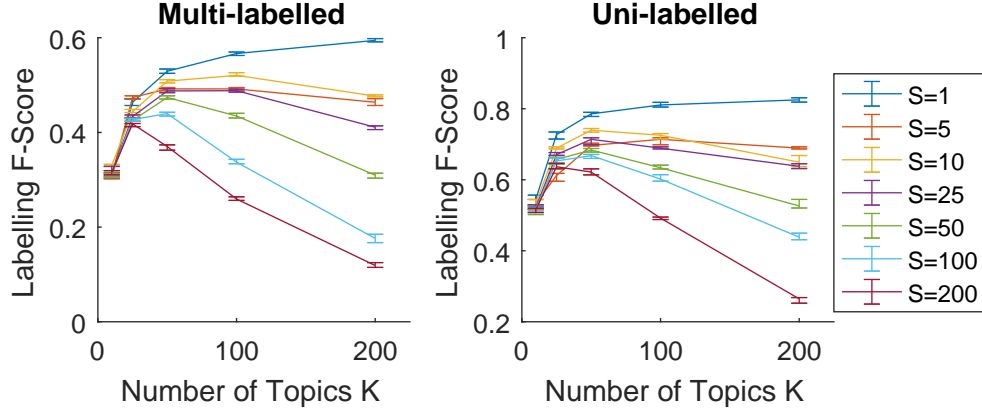 Multi-labelled
Labelling F-Score
0.6
0.4
0.2
0
0
100
200
Number of Topics K
Uni-labelled
Labelling F-Score
1
0.8
0.6
0.4
0.2
0
100
200
Number of Topics K
S=1
S=5
S=10
S=25
S=50
S=100
S=200